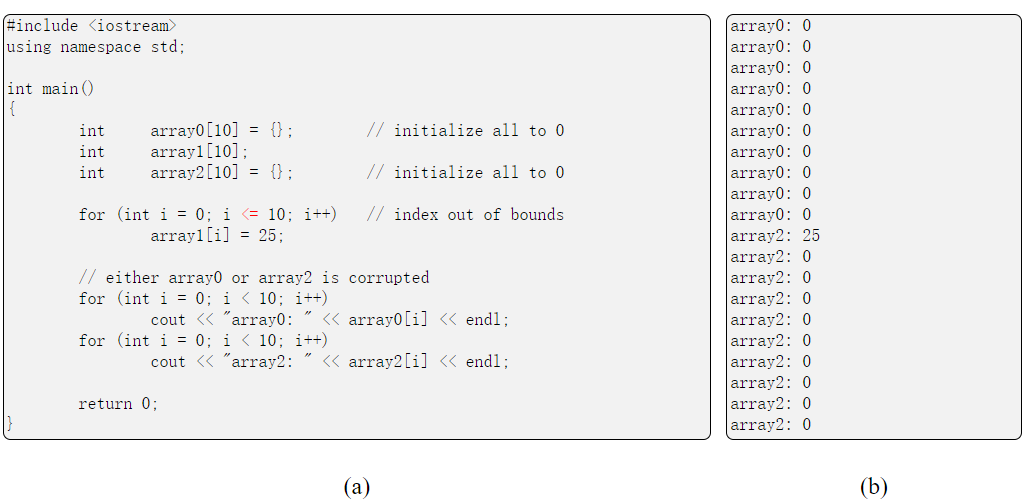 #include <iostream>
using namespace std;
int main()
{
int array0[10] = {}; // initialize all to 0
int array1[10];
int array2[10] = {}; // initialize all to 0
for (int i = 0; i <= 10; i++) // index out of bounds
array1[i] = 25;
// either array0 or array2 is corrupted
for (int i = 0; i < 10; i++)
cout << "array0: " << array0[i] << endl;
for (int i = 0; i < 10; i++)
cout << "array2: " << array2[i] << endl;
return 0;
}
(a)
array0: 0
array0: 0
array0: 0
array0: 0
array0: 0
array0: 0
array0: 0
array0: 0
array0: 0
array0: 0
array2: 25
array2: 0
array2: 0
array2: 0
array2: 0
array2: 0
array2: 0
array2: 0
array2: 0
array2: 0
(b)